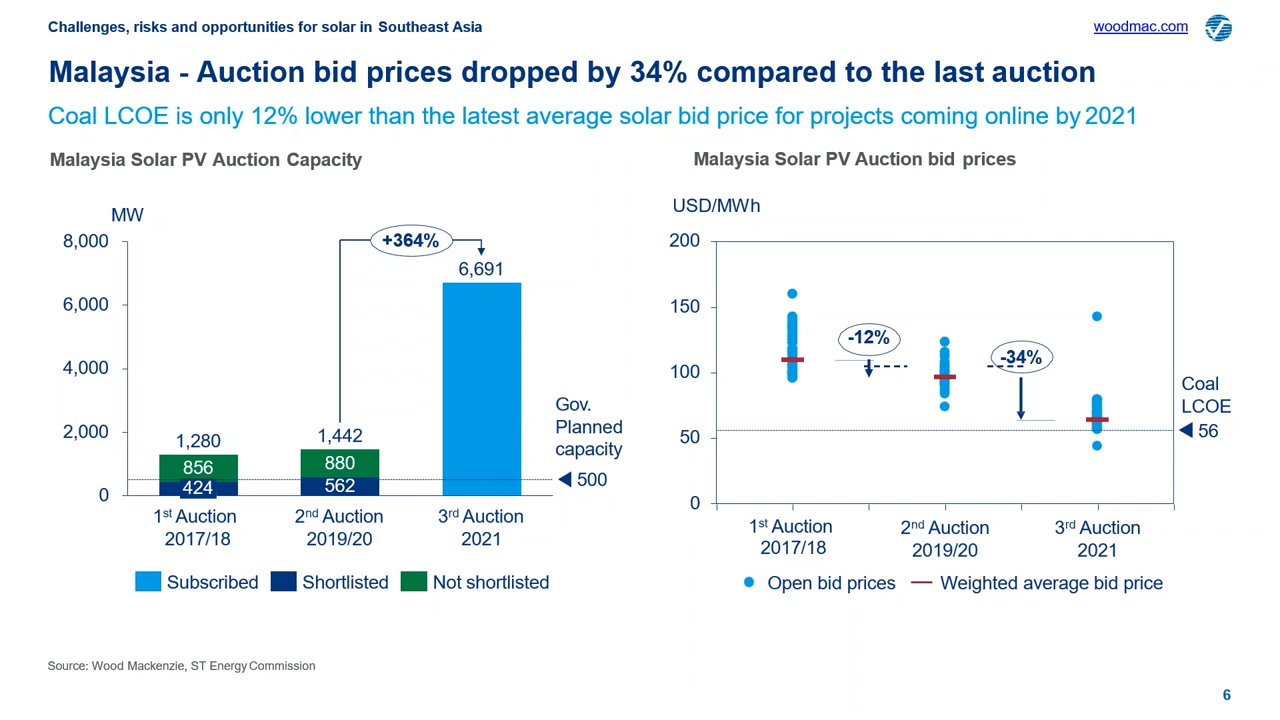 Challenges, risks and opportunities for solar in Southeast Asia
woodmac.com
Malaysia - Auction bid prices dropped by 34% compared to the last auction
Coal LCOE is only 12% lower than the latest average solar bid price for projects coming online by 2021
Malaysia Solar PV Auction Capacity
MW
8,000
6,000
4,000
2,000
0
+364%
6,691
1,280
856
424
1,442
880
562
Gov.
Planned
capacity
500
1st Auction
2017/18
2nd Auction
2019/20
3rd Auction
2021
Subscribed
Shortlisted
Not shortlisted
Malaysia Solar PV Auction bid prices
USD/MWh
200
150
100
50
0
-12%
-34%
Coal
LCOE
56
1st Auction
2017/18
2nd Auction
2019/20
3rd Auction
2021
Open bid prices
Weighted average bid price
Source: Wood Mackenzie, ST Energy Commission
6